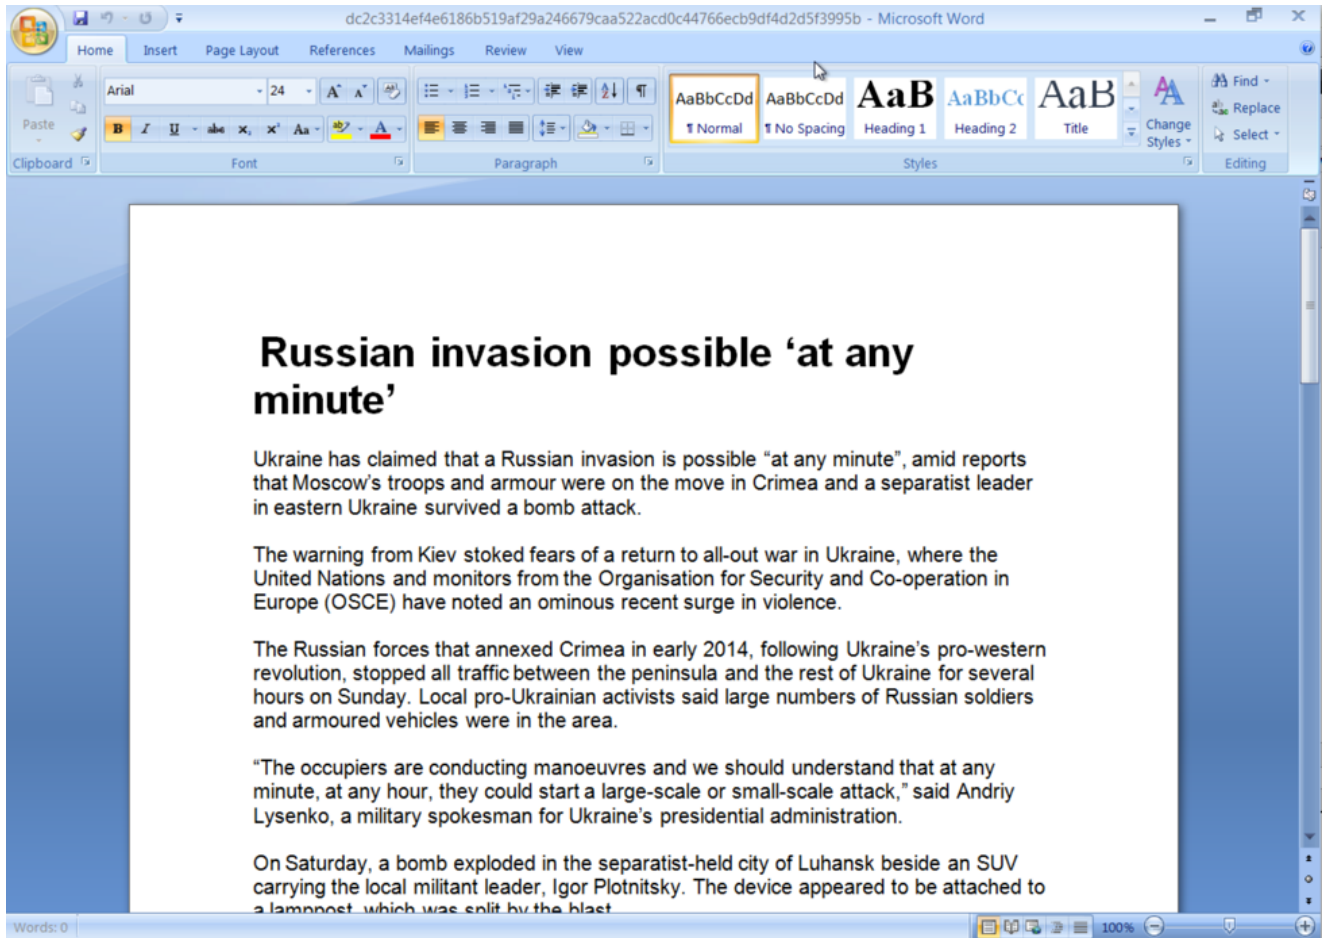 dc2c3314ef4e6186b519af29a246679caa522acd0c44766ecb9df4d2d5f3995b - Microsoft Word
Home Insert Page Layout References Mailings Review View
Arial 24 AaBbCcDd AaBbCcDd AaB AaBbCc AaB Find
Replace
Paste B I U abc x, x² Aa ab A ¶ Normal ¶ No Spacing Heading 1 Heading 2 Title Change Styles Select
Clipboard Font Paragraph Styles Editing
Russian invasion possible ‘at any
minute’
Ukraine has claimed that a Russian invasion is possible “at any minute”, amid reports
that Moscow’s troops and armour were on the move in Crimea and a separatist leader
in eastern Ukraine survived a bomb attack.
The warning from Kiev stoked fears of a return to all-out war in Ukraine, where the
United Nations and monitors from the Organisation for Security and Co-operation in
Europe (OSCE) have noted an ominous recent surge in violence.
The Russian forces that annexed Crimea in early 2014, following Ukraine’s pro-western
revolution, stopped all traffic between the peninsula and the rest of Ukraine for several
hours on Sunday. Local pro-Ukrainian activists said large numbers of Russian soldiers
and armoured vehicles were in the area.
“The occupiers are conducting manoeuvres and we should understand that at any
minute, at any hour, they could start a large-scale or small-scale attack,” said Andriy
Lysenko, a military spokesman for Ukraine’s presidential administration.
On Saturday, a bomb exploded in the separatist-held city of Luhansk beside an SUV
carrying the local militant leader, Igor Plotnitsky. The device appeared to be attached to
a lamppost, which was split by the blast.
Words: 0 100%